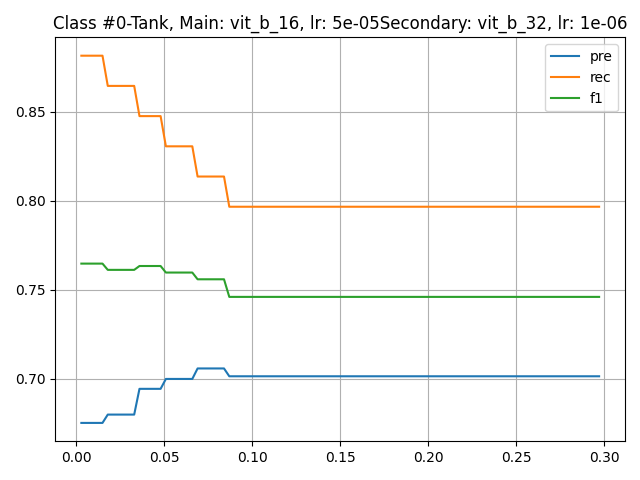 Class #0-Tank, Main: vit_b_16, lr: 5e-05Secondary: vit_b_32, lr: 1e-06
pre
rec
f1
0.85
0.80
0.75
0.70
0.00 0.05 0.10 0.15 0.20 0.25 0.30